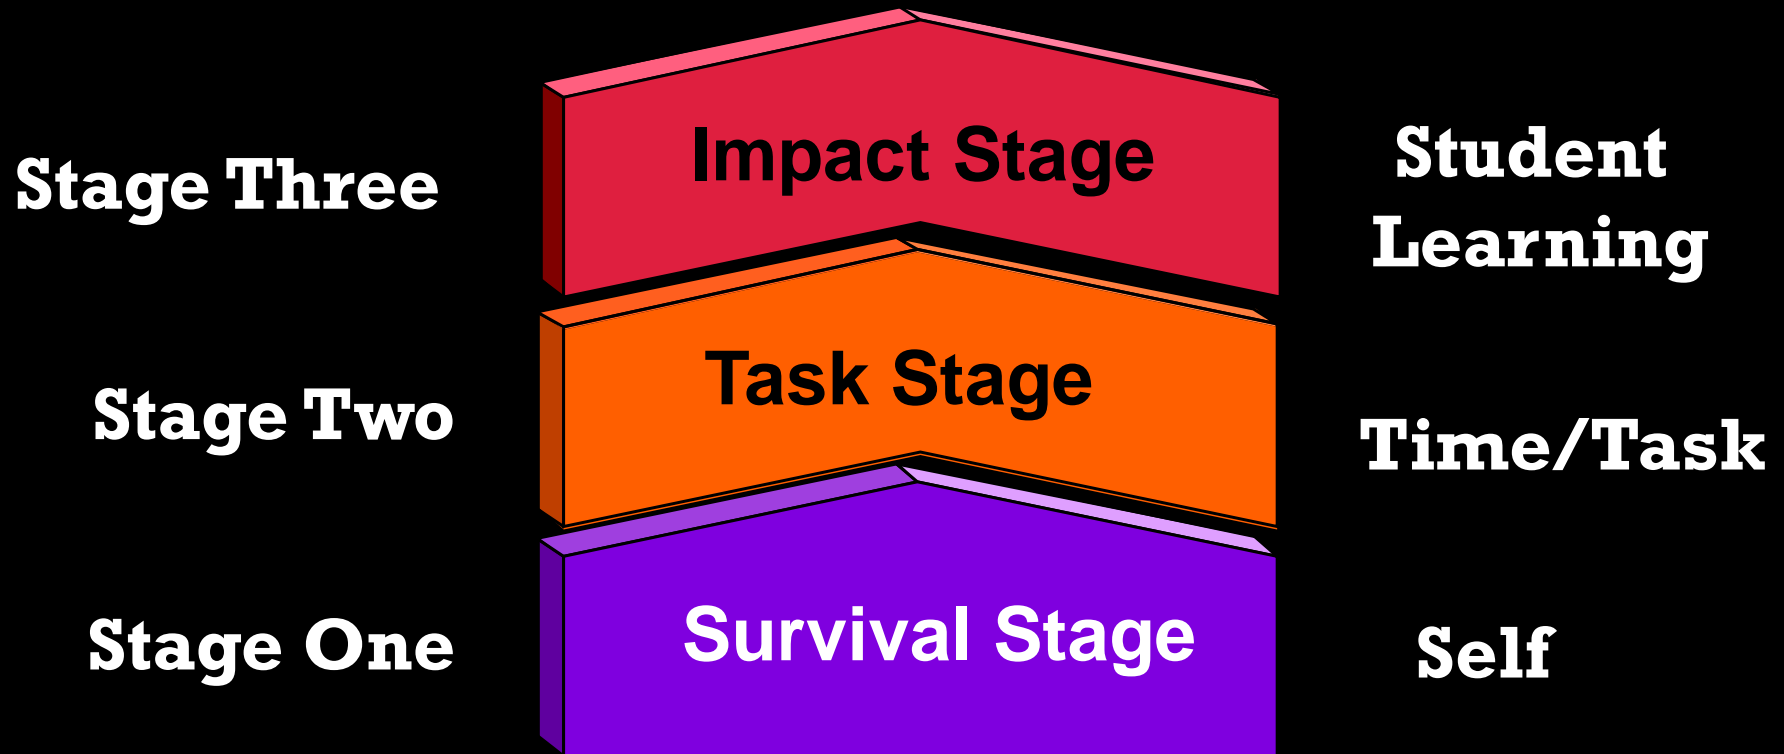 Impact Stage
Stage Three
Student
Learning
Task Stage
Stage Two
Time/Task
Survival Stage
Stage One
Self